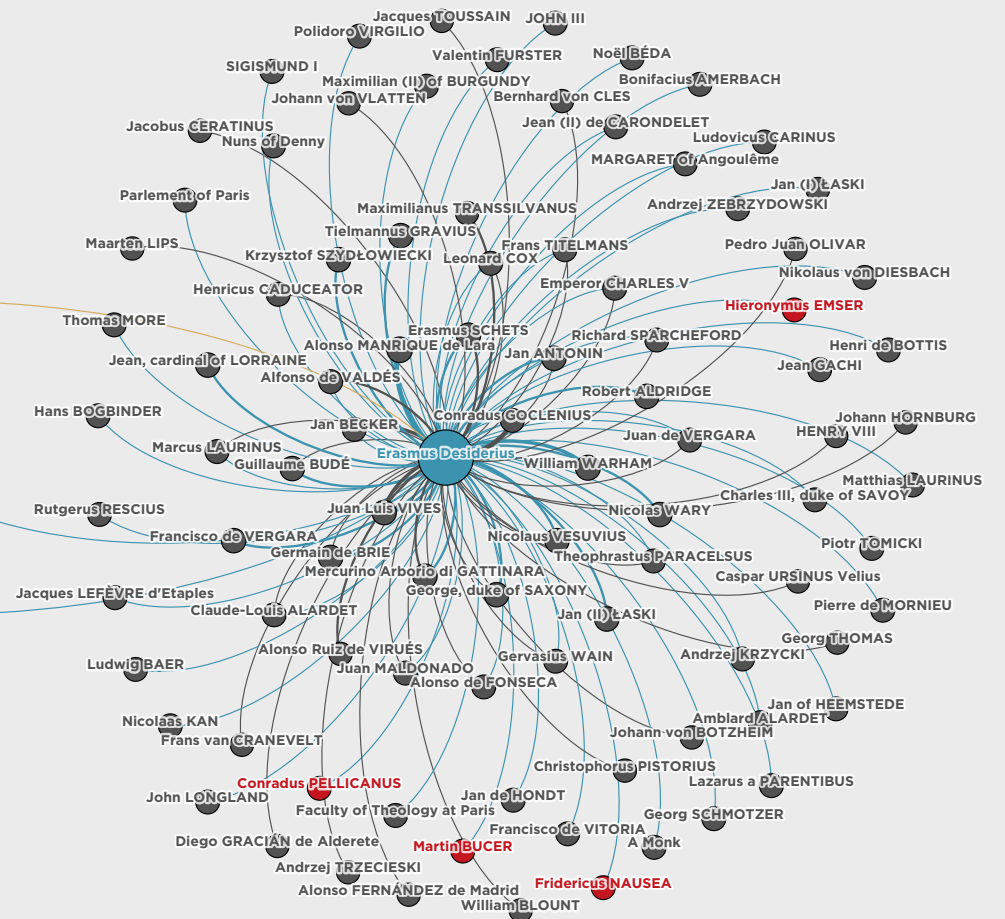 Jacques TOUSSAINT
JOHN III
Polidoro VIRGILIO
Valentin FURSTER
Noël BÉDA
SIGISMUND I
Maximilian (II) of BURGUNDY
Bonifacius AMERBACH
Johann von VLATTEN
Bernhard von CLES
Jacobus CERATINUS
Jean (II) de CARONDELET
Nuns of Denny
Ludovicus CARINUS
MARGARET of Angoulême
Jan (I) ŁASKI
Parlement of Paris
Maximilianus TRANSSILVANUS
Andrzej ZEBRZYDOWSKI
Tielmannus GRAVIUS
Maarten LIPS
Frans TITELMANS
Pedro Juan OLIVAR
Krzysztof SZYDŁOWIECKI
Leonard COX
Nikolaus von DIESBACH
Emperor CHARLES V
Henricus CADUCEATOR
Hieronymus EMSER
Thomas MORE
Erasmus SCHETS
Richard SPARCHEFORD
Alonso MANRIQUE de Lara
Henri de BOTTIS
Jan ANTONIN
Jean, cardinal of LORRAINE
Jean GACHI
Alfonso de VALDÉS
Robert ALDRIDGE
Hans BOGBINDER
Conradus GOCLENIUS
Johann HORNBURG
Jan BECKER
HENRY VIII
Juan de VERGARA
Marcus LAURINUS
Erasmus Desiderius
Guillaume BUDÉ
William WARHAM
Matthias LAURINUS
Charles III, duke of SAVOY
Rutgerus RESCIUS
Juan Luis VIVES
Nicolas WARY
Francisco de VERGARA
Nicolaus VESUVIUS
Piotr TOMICKI
Germain de BRIE
Theophrastus PARACELSUS
Mercurino Arborio di GATTINARA
Caspar URSINUS Velius
George, duke of SAXONY
Jacques LEFÈVRE d'Etaples
Pierre de MORNIEU
Claude-Louis ALARDET
Jan (II) ŁASKI
Georg THOMAS
Alonso Ruiz de VIRUÉS
Gervasius WAIN
Andrzej KRZYCKI
Ludwig BAER
Juan MALDONADO
Alonso de FONSECA
Jan of HEEMSTEDE
Nicolaas KAN
Amblard ALARDET
Johann von BOTZHEIM
Frans van CRANEVELT
Christophorus PISTORIUS
Conradus PELLICANUS
Lazarus a PARENTIBUS
John LONGLAND
Jan de HONDT
Faculty of Theology at Paris
Georg SCHMOTZER
Francisco de VITORIA
Diego GRACIÁN de Alderete
A Monk
Martin BUCER
Andrzej TRZECIESKI
Fridericus NAUSEA
Alonso FERNÁNDEZ de Madrid
William BLOUNT